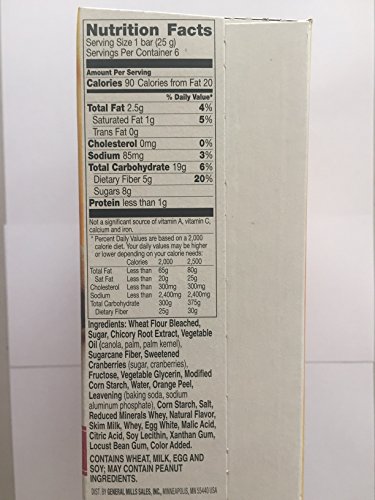 Nutrition Facts
Serving Size 1 bar (25 g)
Servings Per Container 6
Amount Per Serving
Calories 90 Calories from Fat 20
% Daily Value*
Total Fat 2.5g 4%
Saturated Fat 1g 5%
Trans Fat 0g
Cholesterol 0mg 0%
Sodium 85mg 3%
Total Carbohydrate 19g 6%
Dietary Fiber 5g 20%
Sugars 8g
Protein less than 1g
Not a significant source of vitamin A, vitamin C,
calcium and iron.
* Percent Daily Values are based on a 2,000
calorie diet. Your daily values may be higher
or lower depending on your calorie needs:
Calories 2,000 2,500
Total Fat Less than 65g 80g
Sat Fat Less than 20g 25g
Cholesterol Less than 300mg 300mg
Sodium Less than 2,400mg 2,400mg
Total Carbohydrate 300g 375g
Dietary Fiber 25g 30g
Ingredients: Wheat Flour Bleached,
Sugar, Chicory Root Extract, Vegetable
Oil (canola, palm, palm kernel),
Sugarcane Fiber, Sweetened
Cranberries (sugar, cranberries),
Fructose, Vegetable Glycerin, Modified
Corn Starch, Water, Orange Peel,
Leavening (baking soda, sodium
aluminum phosphate), Corn Starch, Salt,
Reduced Minerals Whey, Natural Flavor,
Skim Milk, Whey, Egg White, Malic Acid,
Citric Acid, Soy Lecithin, Xanthan Gum,
Locust Bean Gum, Color Added.
CONTAINS WHEAT, MILK, EGG AND
SOY; MAY CONTAIN PEANUT
INGREDIENTS.
DIST. BY GENERAL MILLS SALES, INC., MINNEAPOLIS, MN 55440 USA